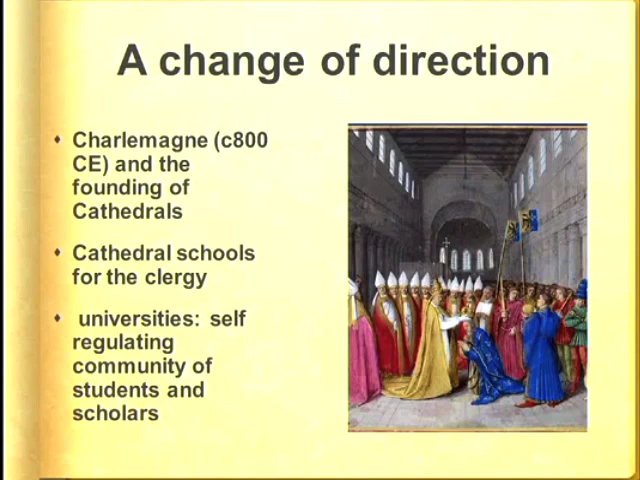 A change of direction
Charlemagne (c800
CE) and the
founding of
Cathedrals
Cathedral schools
for the clergy
universities: self
regulating
community of
students and
scholars